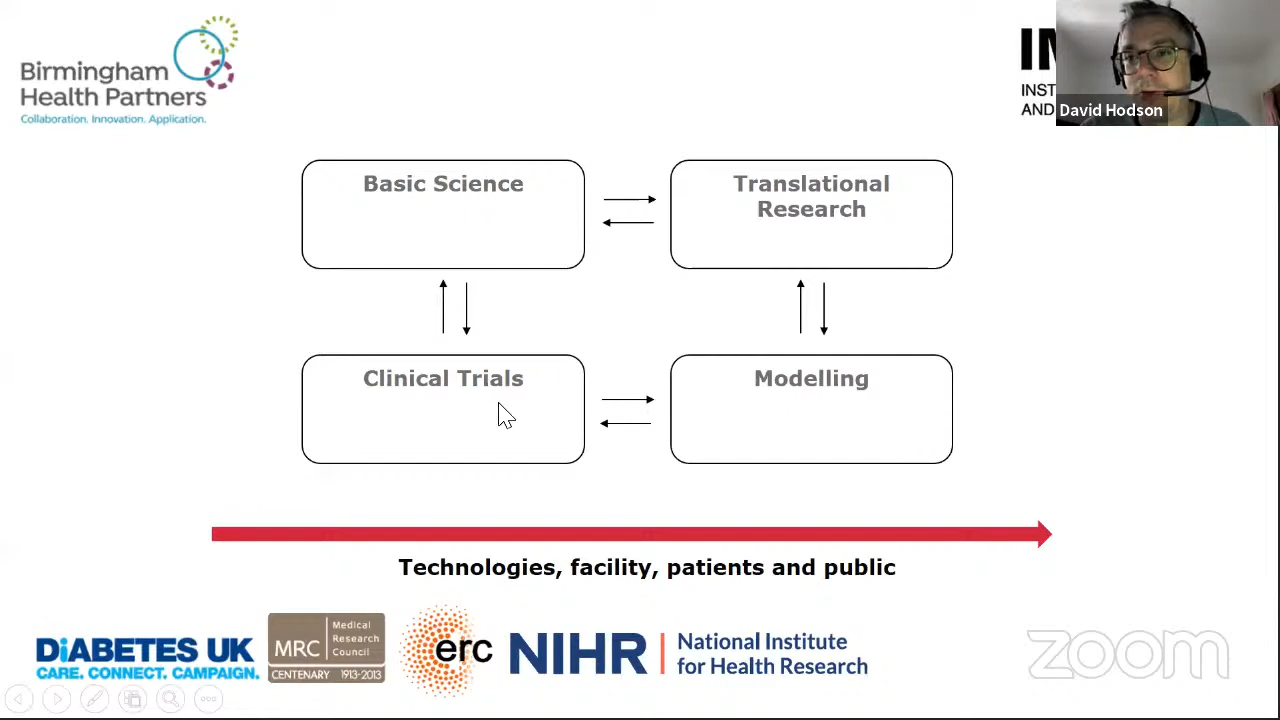 Birmingham
Health Partners
Collaboration. Innovation. Application.
INST
AND
David Hodson
Basic Science
Translational
Research
Clinical Trials
Modelling
Technologies, facility, patients and public
DiABETES UK
CARE. CONNECT. CAMPAIGN.
MRC
Medical
Research
Council
CENTENARY 1913-2013
erc
NIHR
National Institute
for Health Research
zoom